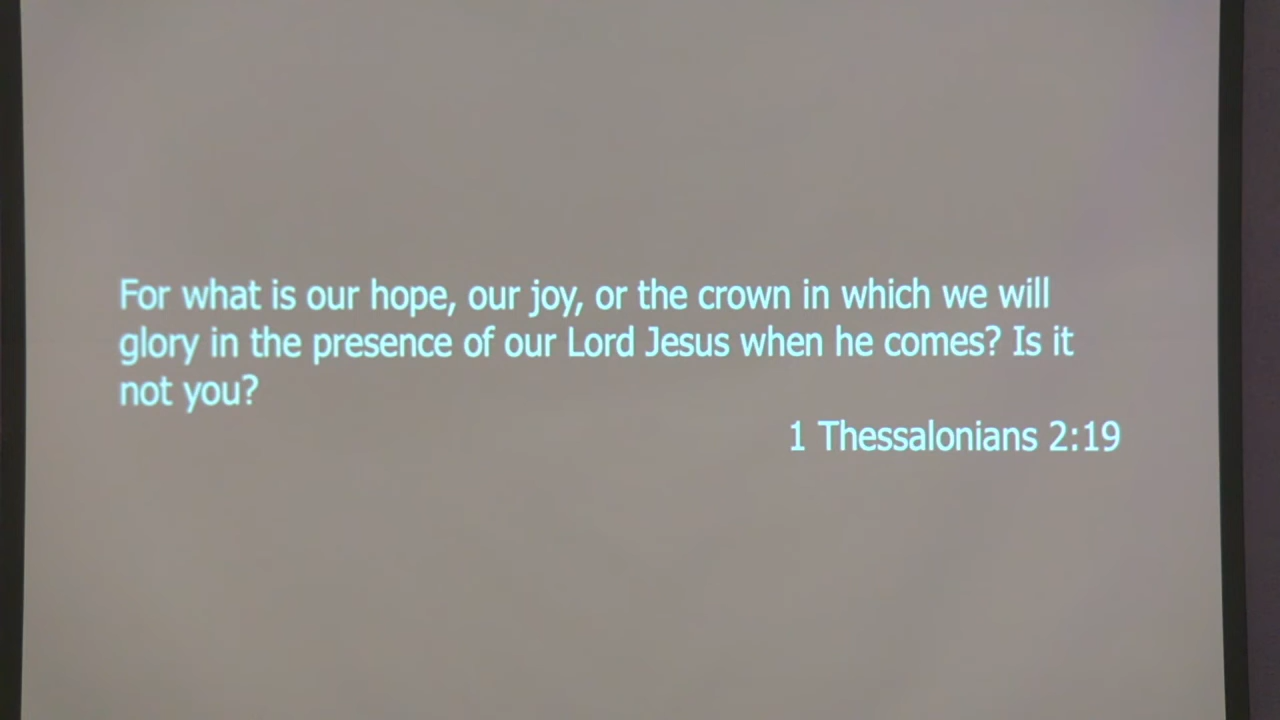 For what is our hope, our joy, or the crown in which we will
glory in the presence of our Lord Jesus when he comes? Is it
not you?
1 Thessalonians 2:19